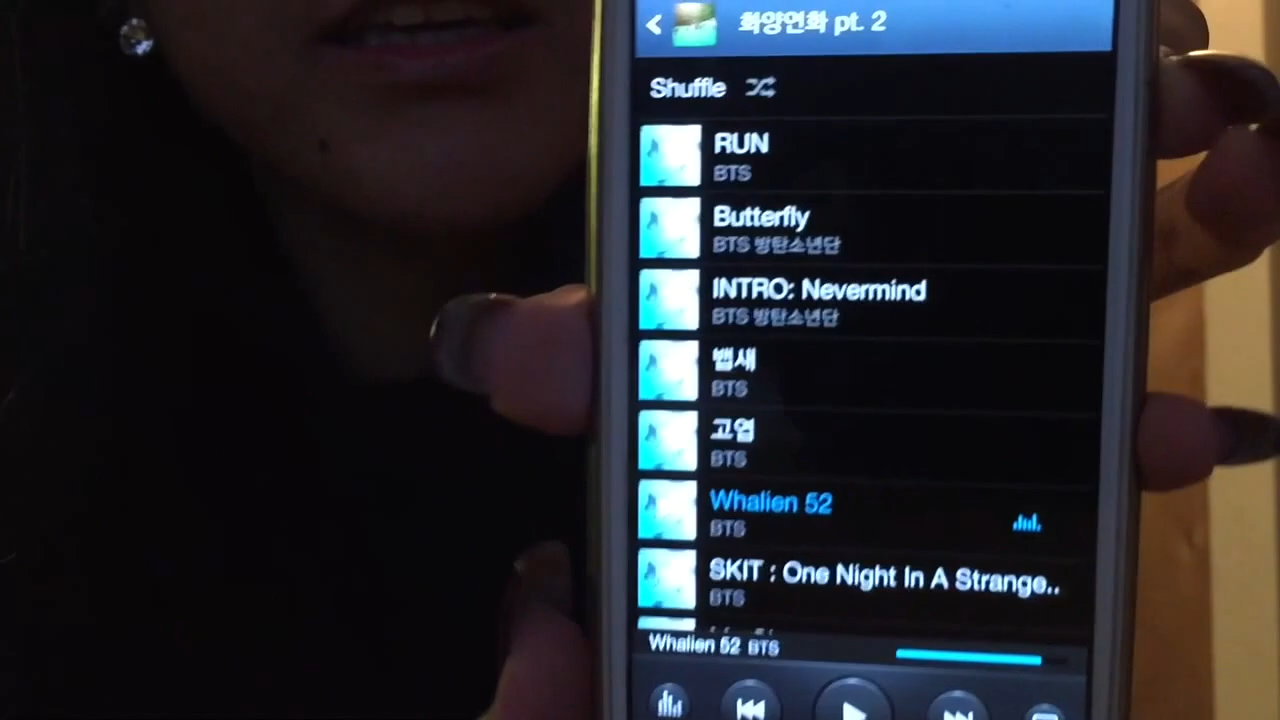 화양연화 pt. 2
Shuffle
RUN
BTS
Butterfly
BTS 방탄소년단
INTRO: Nevermind
BTS 방탄소년단
뱁새
BTS
고엽
BTS
Whalien 52
BTS
SKIT : One Night In A Strange..
BTS
Whalien 52 BTS